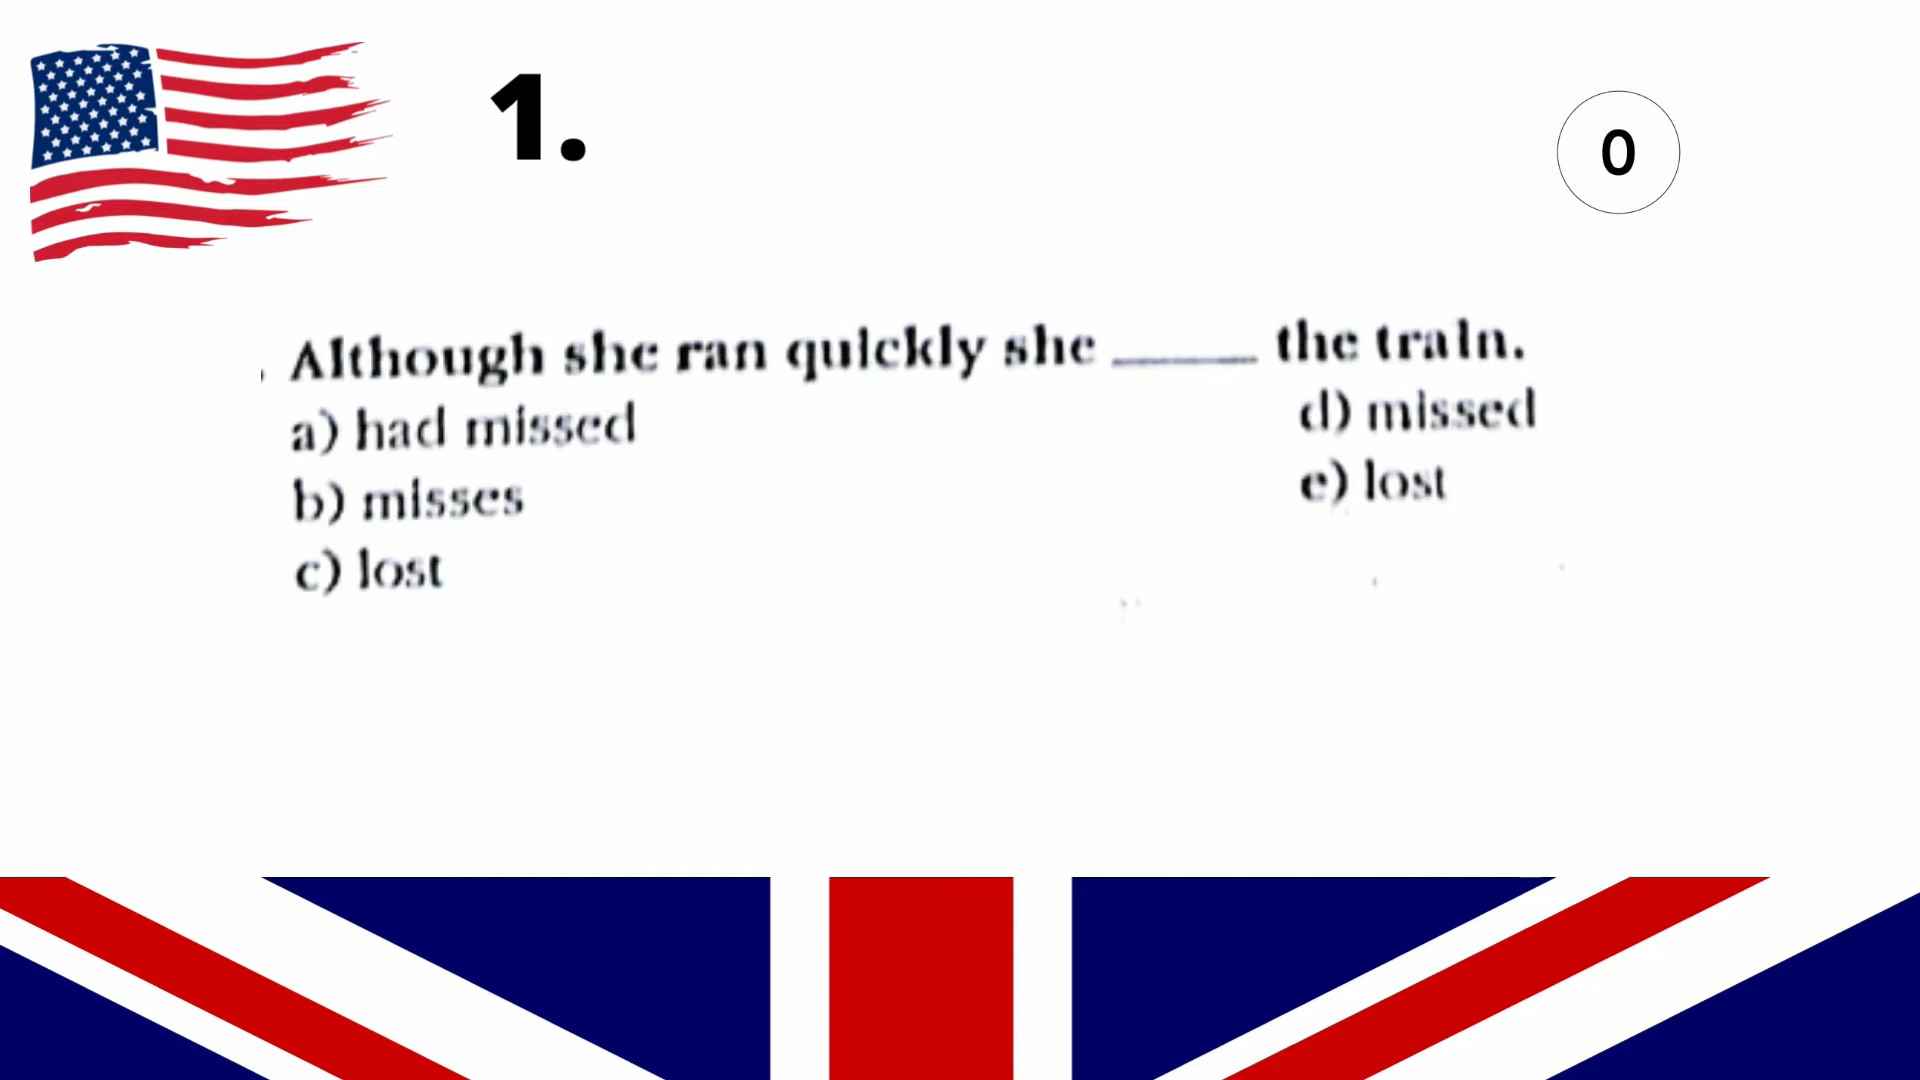 1.
0
Although she ran quickly she _____ the train.
a) had missed
b) misses
c) lost
d) missed
e) lost